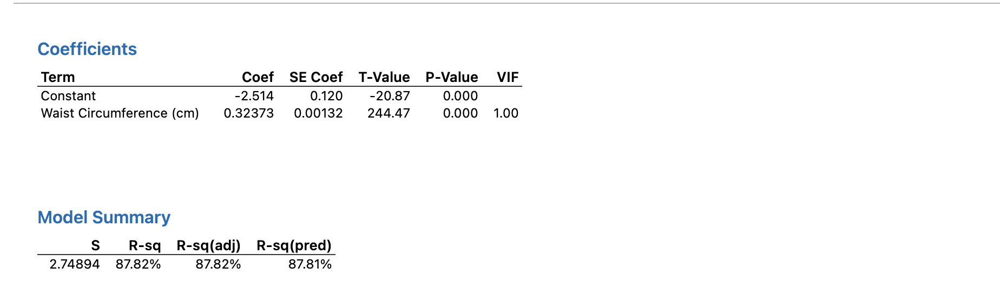 Coefficients
Term Coef SE Coef T-Value P-Value VIF
Constant -2.514 0.120 -20.87 0.000
Waist Circumference (cm) 0.32373 0.00132 244.47 0.000 1.00
Model Summary
S R-sq R-sq(adj) R-sq(pred)
2.74894 87.82% 87.82% 87.81%